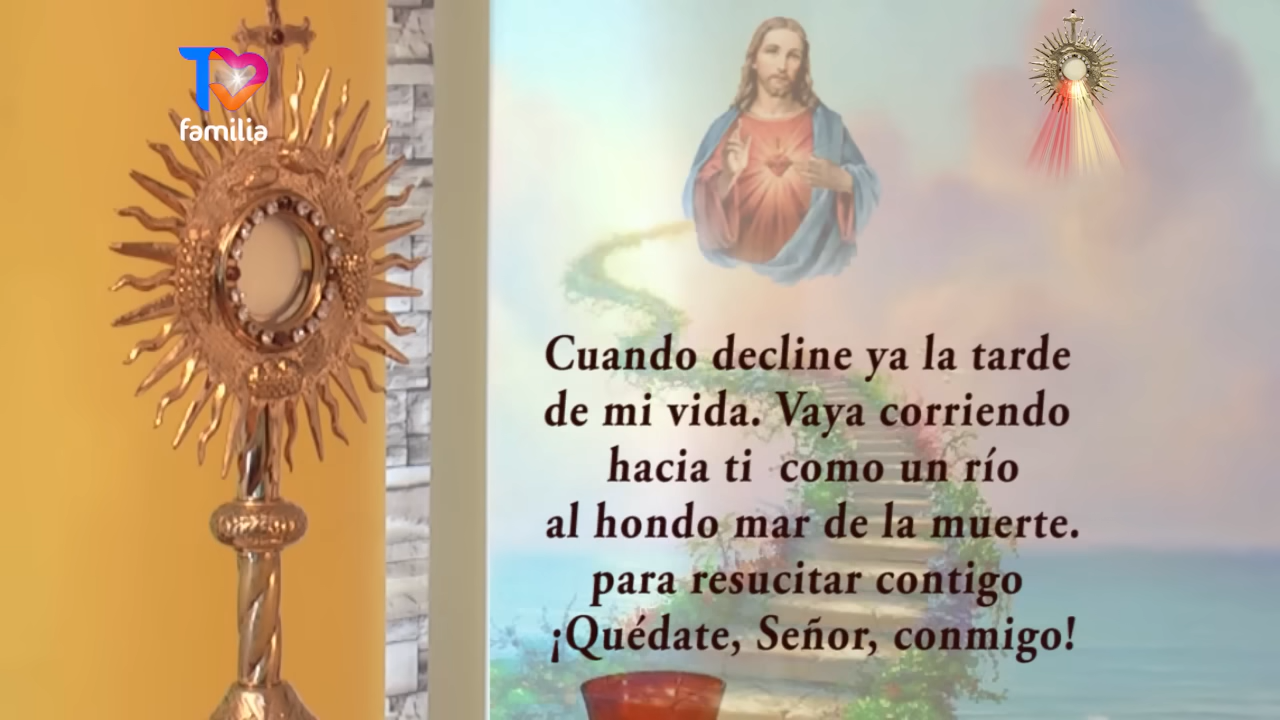 T
familia
Cuando decline ya la tarde
de mi vida. Vaya corriendo
hacia ti como un río
al hondo mar de la muerte.
para resucitar contigo
¡Quédate, Señor, conmigo!